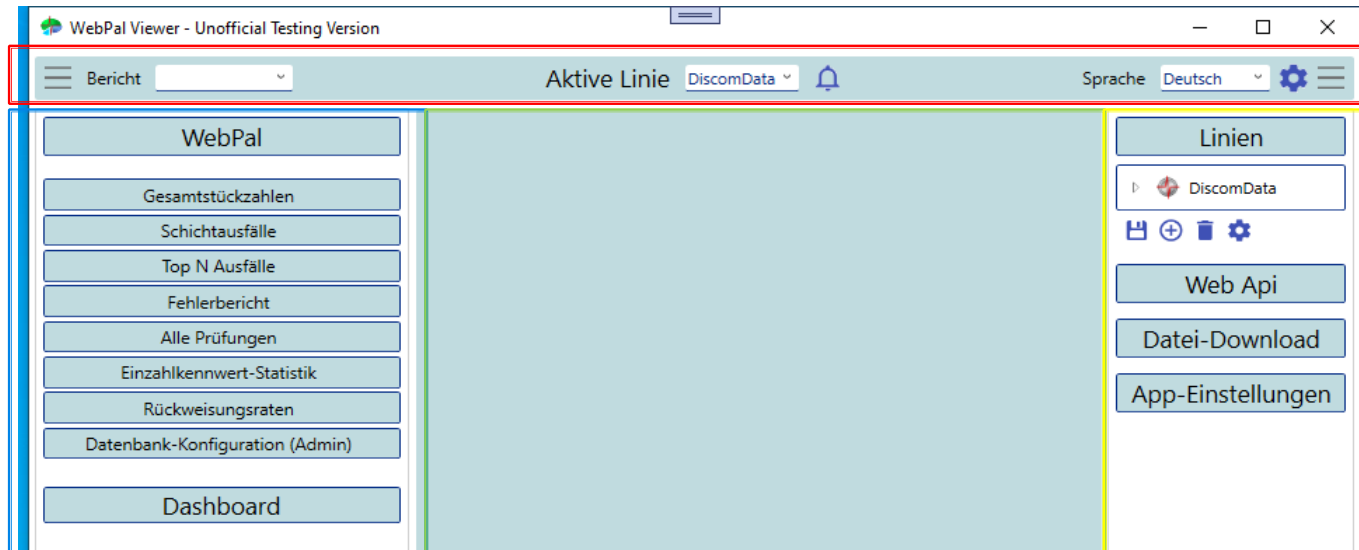 WebPal Viewer - Unofficial Testing Version
Bericht
Aktive Linie DiscomData
Sprache Deutsch
WebPal
Gesamtstückzahlen
Schichtausfälle
Top N Ausfälle
Fehlerbericht
Alle Prüfungen
Einzahlkennwert-Statistik
Rückweisungsraten
Datenbank-Konfiguration (Admin)
Dashboard
Linien
DiscomData
Web Api
Datei-Download
App-Einstellungen